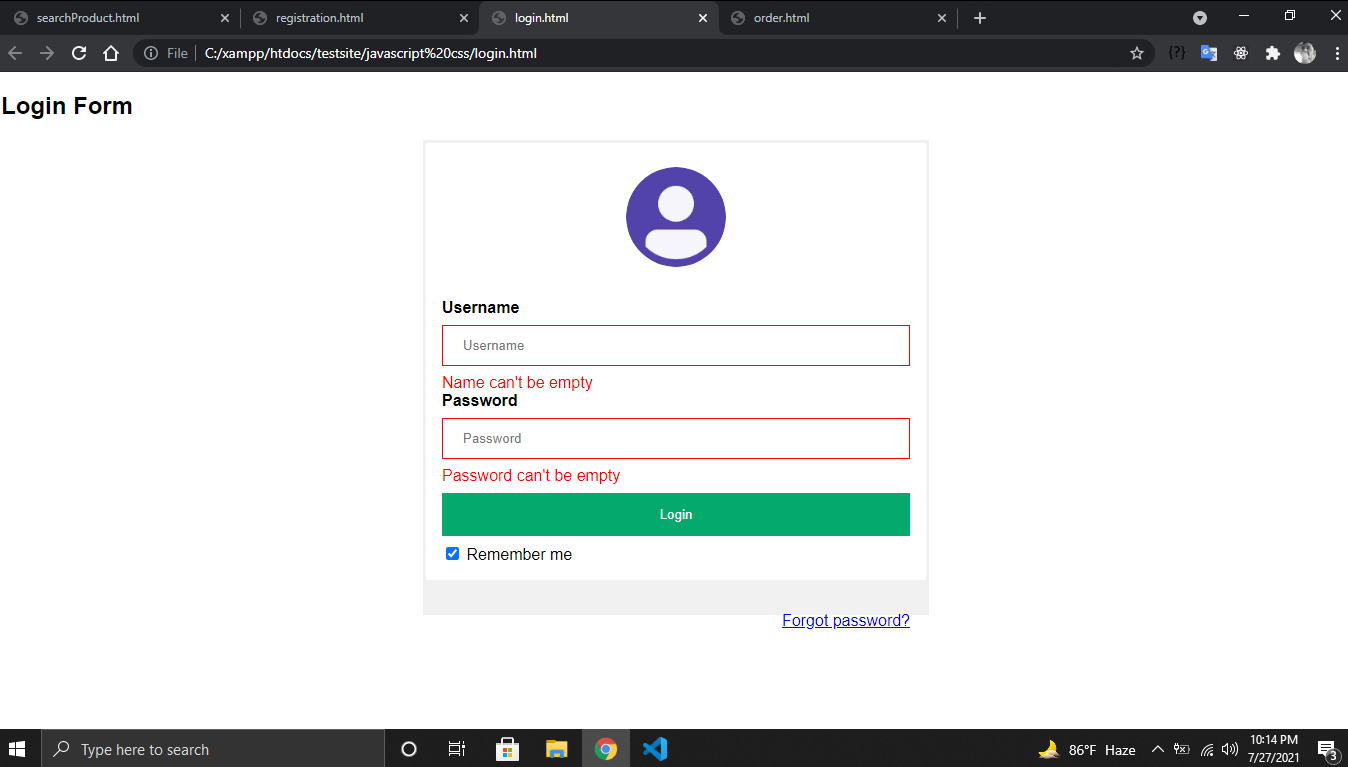 searchProduct.html
registration.html
login.html
order.html
File
C:/xampp/htdocs/testsite/javascript%20css/login.html
{?}
Login Form
Username
Username
Name can't be empty
Password
Password
Password can't be empty
Login
Remember me
Forgot password?
Type here to search
86°F Haze
10:14 PM
7/27/2021
3